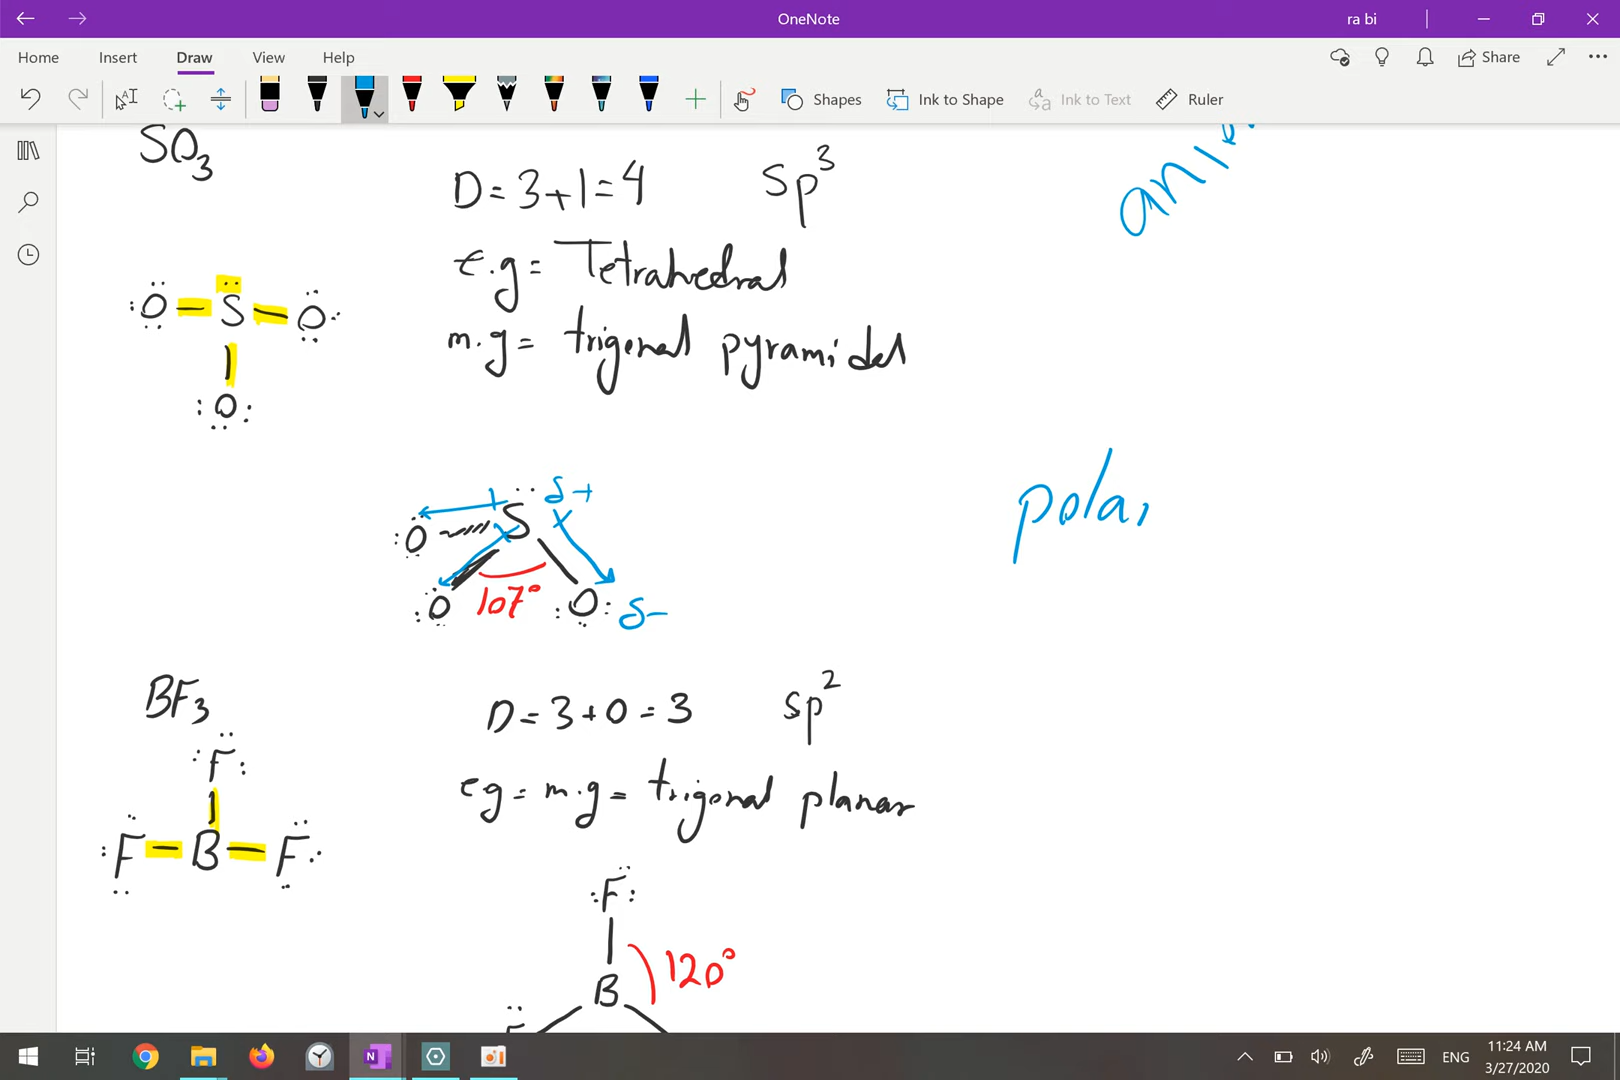 OneNote
ra bi
Home Insert Draw View Help
Share
Shapes
Ink to Shape
Ink to Text
Ruler
SO3
D = 3+1 = 4 sp3
e.g = Tetrahedral
m.g = trigonal pyramidal
:O - S - O:
:O:
polar
δ+
:O S
:O :O:
107°
δ-
BF3
D = 3+0 = 3 sp2
eg = m.g = trigonal planar
:F:
:F - B - F:
:F:
120°
B
ENG
11:24 AM
3/27/2020